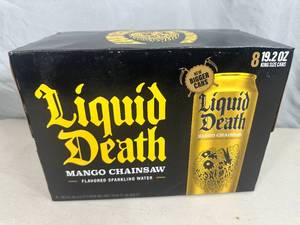 8 19.2 OZ
KING SIZE CANS
NEW
BIGGER
CANS
Liquid
Death
MANGO CHAINSAW
FLAVORED SPARKLING WATER
Liquid
Death
MANGO CHAINSAW